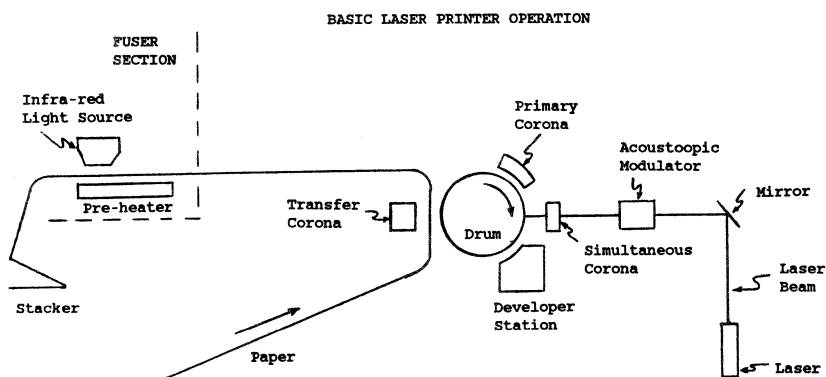 BASIC LASER PRINTER OPERATION
FUSER
SECTION
Infra-red
Light Source
Pre-heater
Stacker
Paper
Transfer
Corona
Primary
Corona
Drum
Developer
Station
Simultaneous
Corona
Acoustoopic
Modulator
Mirror
Laser
Beam
Laser